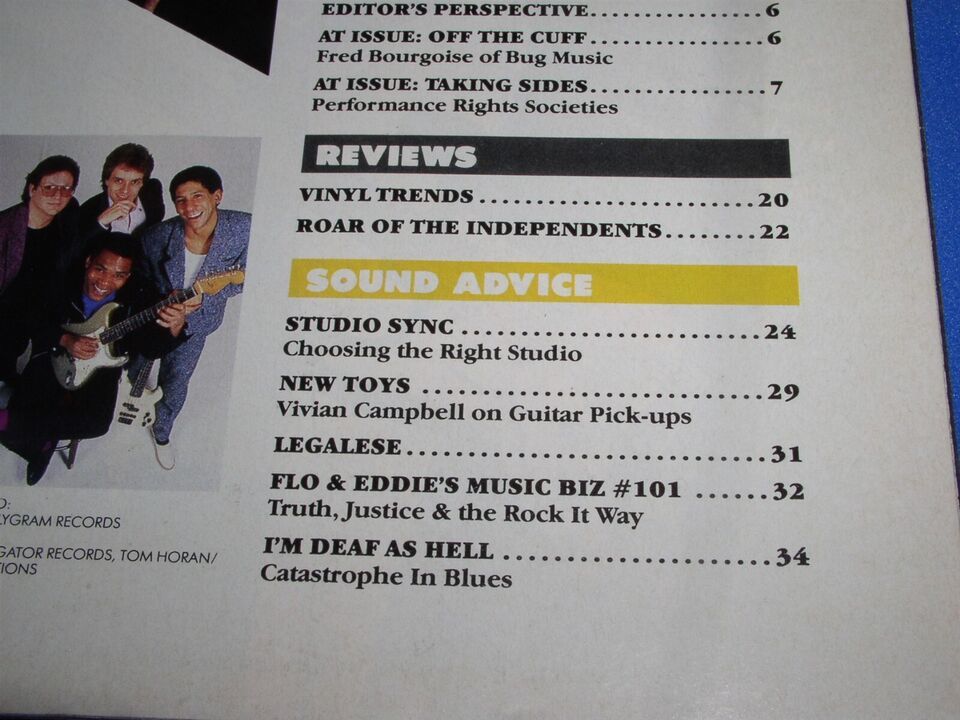 EDITOR'S PERSPECTIVE................6
AT ISSUE: OFF THE CUFF................6
Fred Bourgoise of Bug Music
AT ISSUE: TAKING SIDES................7
Performance Rights Societies
REVIEWS
VINYL TRENDS........................20
ROAR OF THE INDEPENDENTS........22
SOUND ADVICE
STUDIO SYNC..........................24
Choosing the Right Studio
NEW TOYS..............................29
Vivian Campbell on Guitar Pick-ups
LEGALESE...............................31
FLO & EDDIE'S MUSIC BIZ #101 ......32
Truth, Justice & the Rock It Way
I'M DEAF AS HELL........................34
Catastrophe In Blues
LYGRAM RECORDS
GATOR RECORDS, TOM HORAN/
TIONS